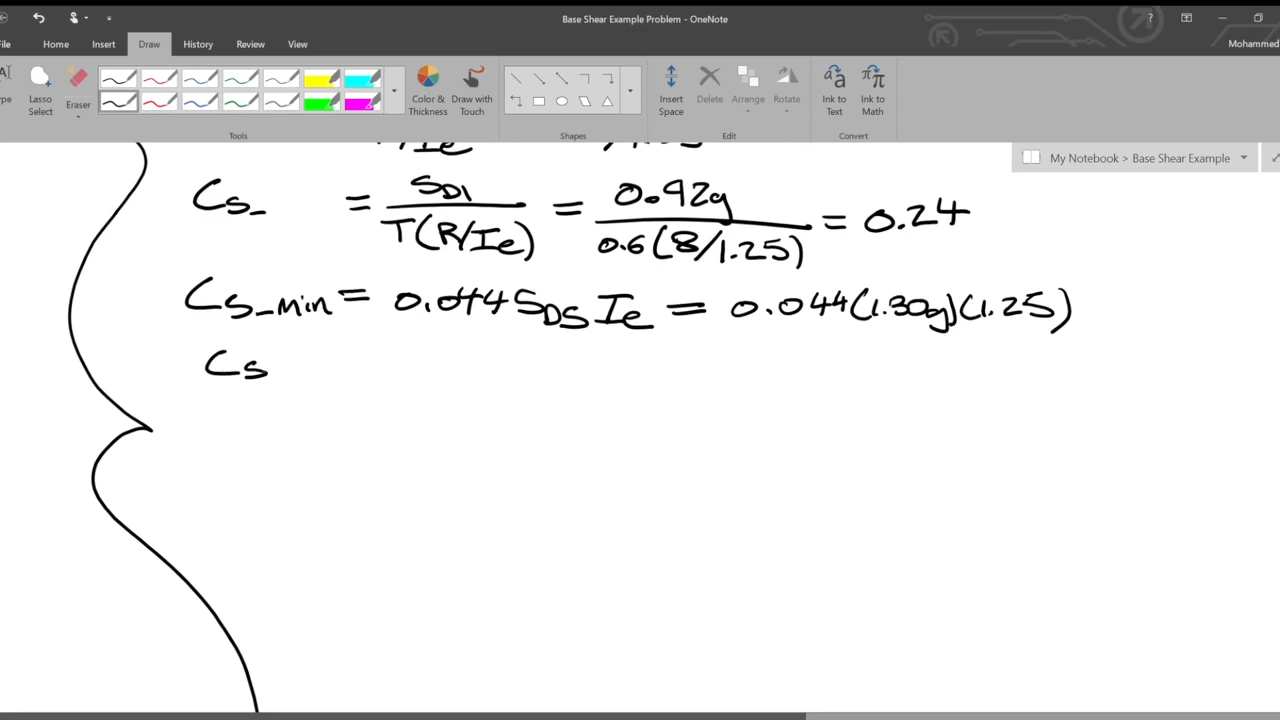 Base Shear Example Problem - OneNote
File Home Insert Draw History Review View
Mohammed
Lasso Select
Eraser
Color & Thickness
Draw with Touch
Insert Space
Delete
Arrange
Rotate
Ink to Text
Ink to Math
Tools Shapes Edit Convert
My Notebook > Base Shear Example
Cs_ = SD1 / T(R/Ie) = 0.92g / 0.6(8/1.25) = 0.24
Cs_min = 0.044 SDS Ie = 0.044(1.30g)(1.25)
Cs